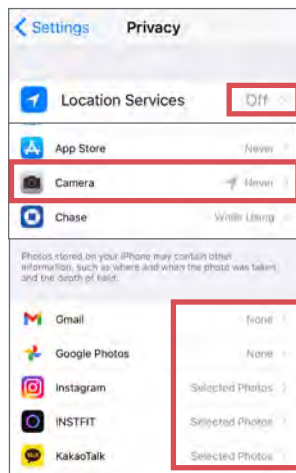 Settings Privacy
Location Services Off
App Store Never
Camera Never
Chase While Using
Photos stored on your iPhone may contain other
information, such as where and when the photo was taken
and the depth of field.
Gmail None
Google Photos None
Instagram Selected Photos
INSTFIT Selected Photos
KakaoTalk Selected Photos